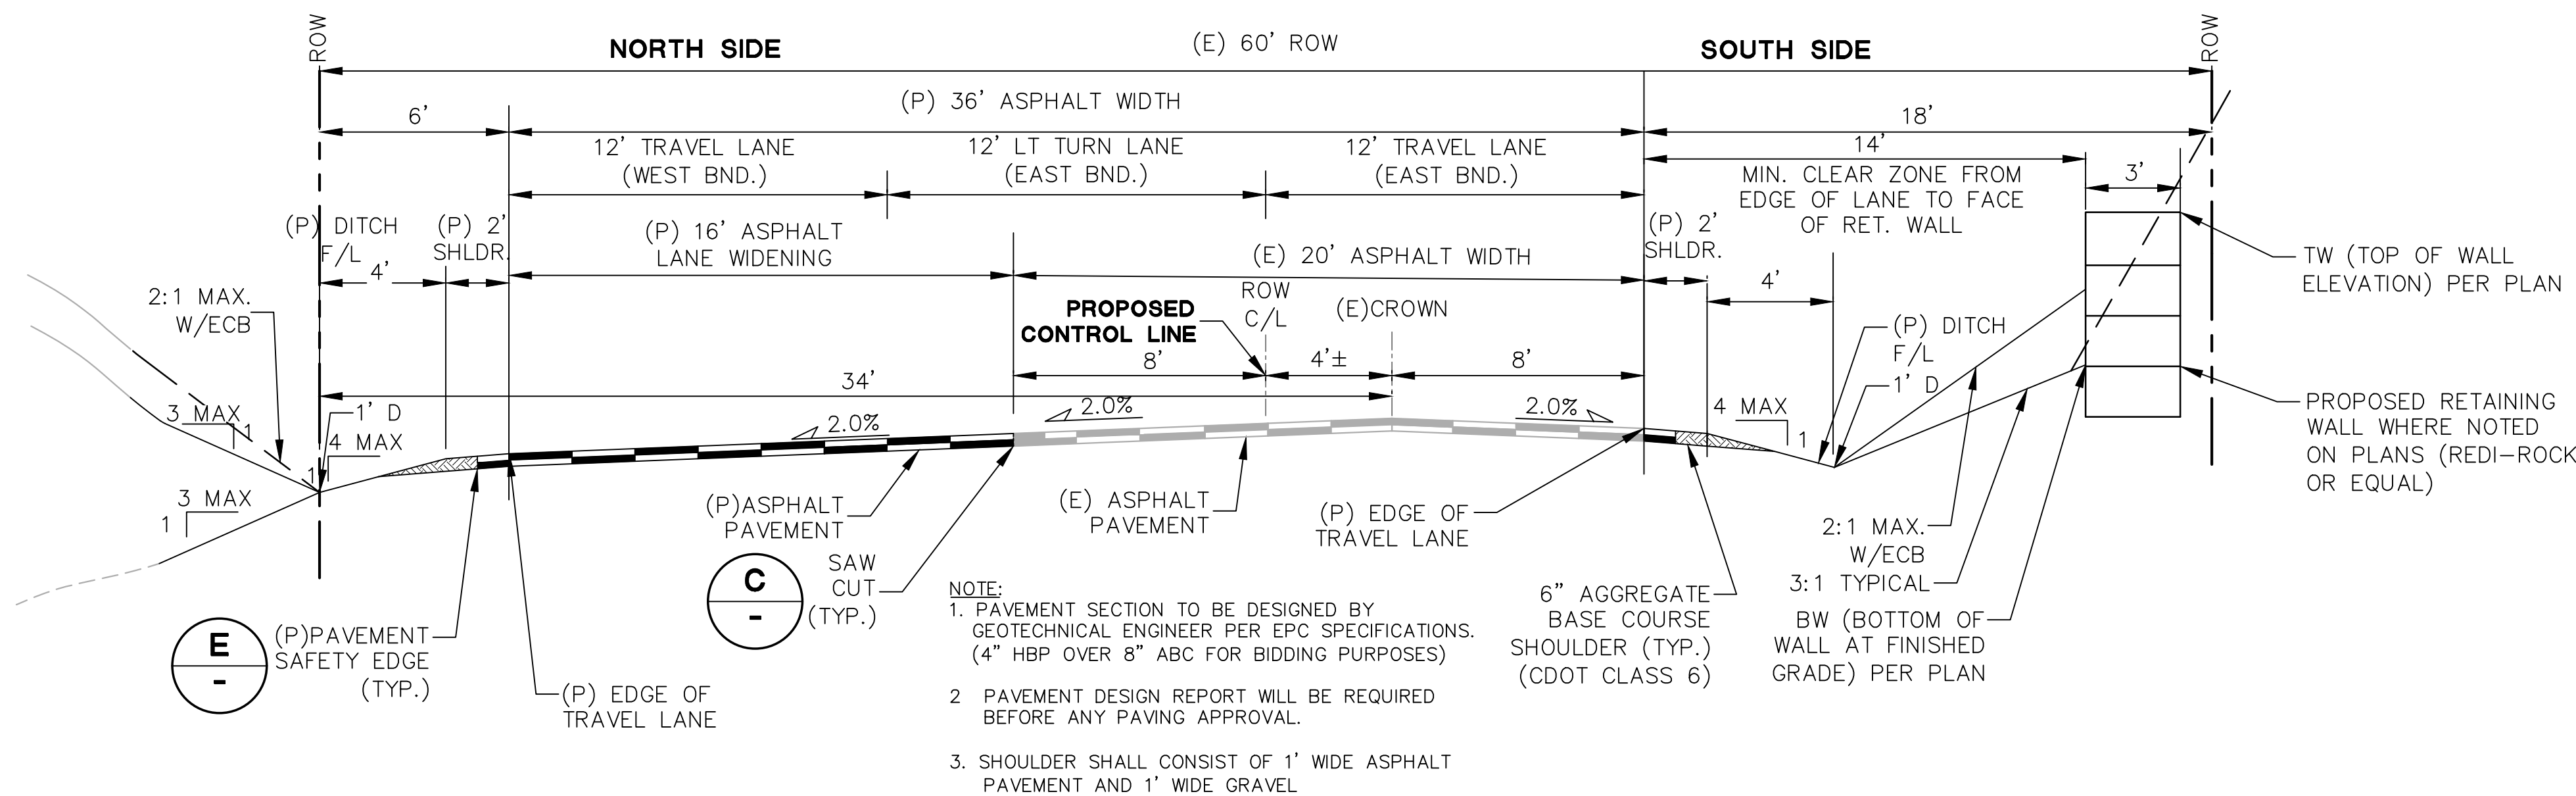 ROW
NORTH SIDE
(E) 60' ROW
SOUTH SIDE
ROW
6'
(P) 36' ASPHALT WIDTH
18'
12' TRAVEL LANE
(WEST BND.)
12' LT TURN LANE
(EAST BND.)
12' TRAVEL LANE
(EAST BND.)
14'
MIN. CLEAR ZONE FROM
EDGE OF LANE TO FACE
OF RET. WALL
3'
(P) DITCH
F/L
4'
(P) 2'
SHLDR.
(P) 16' ASPHALT
LANE WIDENING
(E) 20' ASPHALT WIDTH
(P) 2'
SHLDR.
4'
TW (TOP OF WALL
ELEVATION) PER PLAN
2:1 MAX.
W/ECB
PROPOSED
CONTROL LINE
ROW
C/L
(E)CROWN
(P) DITCH
F/L
1' D
34'
8'
4'±
8'
3 MAX
1
1' D
4 MAX
1
2.0%
2.0%
2.0%
4 MAX
1
PROPOSED RETAINING
WALL WHERE NOTED
ON PLANS (REDI-ROCK
OR EQUAL)
3 MAX
1
(P)ASPHALT
PAVEMENT
(E) ASPHALT
PAVEMENT
(P) EDGE OF
TRAVEL LANE
2:1 MAX.
W/ECB
3:1 TYPICAL
BW (BOTTOM OF
WALL AT FINISHED
GRADE) PER PLAN
C
-
SAW
CUT
(TYP.)
6" AGGREGATE
BASE COURSE
SHOULDER (TYP.)
(CDOT CLASS 6)
E
-
(P)PAVEMENT
SAFETY EDGE
(TYP.)
(P) EDGE OF
TRAVEL LANE
NOTE:
1. PAVEMENT SECTION TO BE DESIGNED BY
GEOTECHNICAL ENGINEER PER EPC SPECIFICATIONS.
(4" HBP OVER 8" ABC FOR BIDDING PURPOSES)
2 PAVEMENT DESIGN REPORT WILL BE REQUIRED
BEFORE ANY PAVING APPROVAL.
3. SHOULDER SHALL CONSIST OF 1' WIDE ASPHALT
PAVEMENT AND 1' WIDE GRAVEL